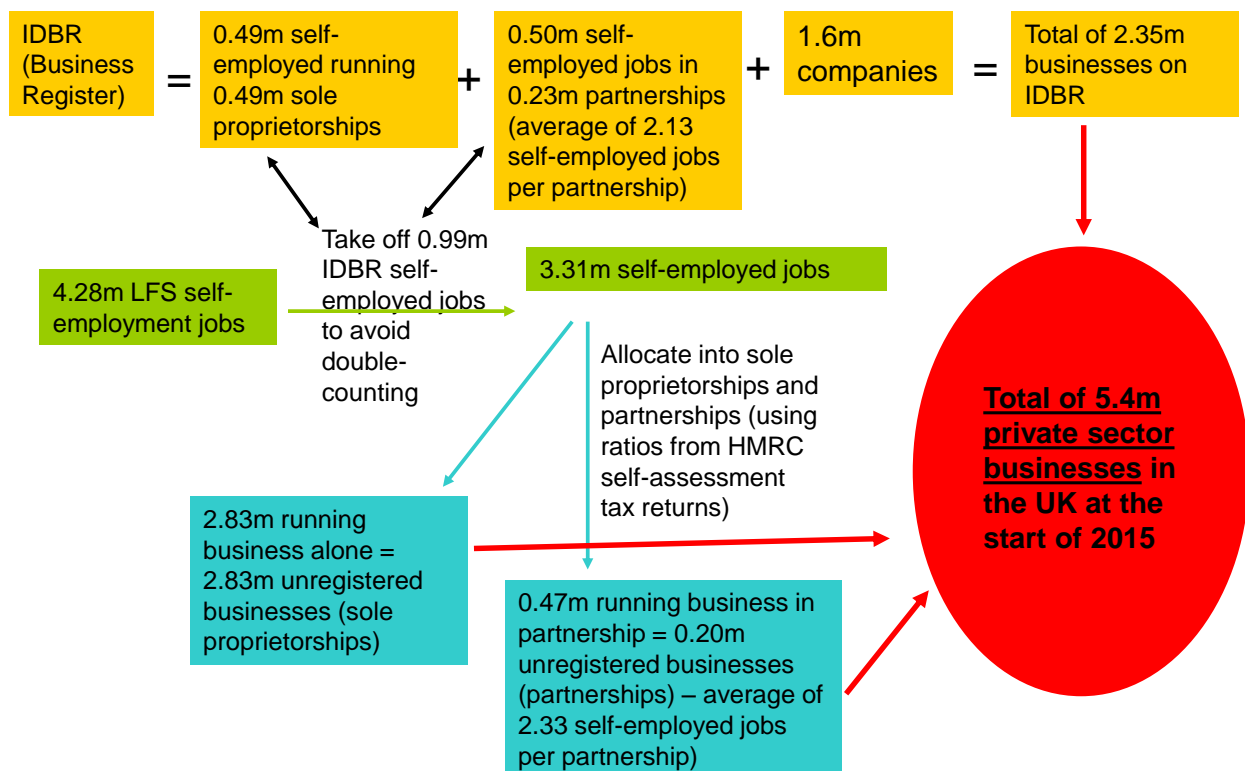 IDBR
(Business
Register)
=
0.49m self-
employed running
0.49m sole
proprietorships
+
0.50m self-
employed jobs in
0.23m partnerships
(average of 2.13
self-employed jobs
per partnership)
+
1.6m
companies
=
Total of 2.35m
businesses on
IDBR
Take off 0.99m
IDBR self-
employed jobs
to avoid
double-
counting
4.28m LFS self-
employment jobs
3.31m self-employed jobs
Allocate into sole
proprietorships and
partnerships (using
ratios from HMRC
self-assessment
tax returns)
Total of 5.4m
private sector
businesses in
the UK at the
start of 2015
2.83m running
business alone =
2.83m unregistered
businesses (sole
proprietorships)
0.47m running business in
partnership = 0.20m
unregistered businesses
(partnerships) – average of
2.33 self-employed jobs
per partnership)